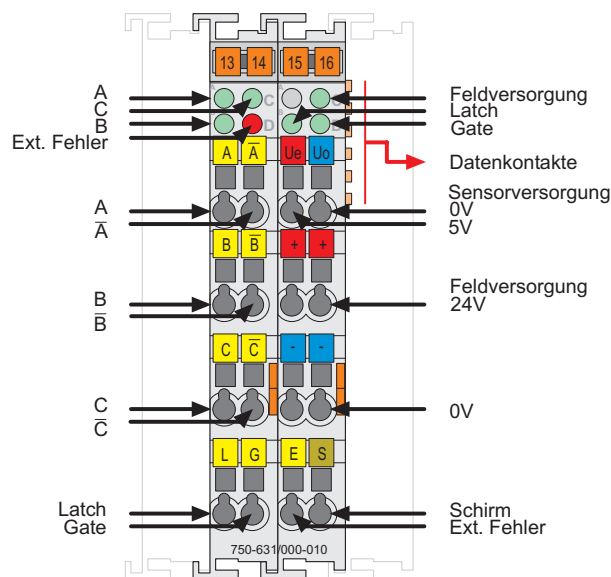 13 14 15 16
A
C
B
Ext. Fehler
A C A C
B D B D
Feldversorgung
Latch
Gate
Datenkontakte
A A̅ Ue Uo
A
A̅
Sensorversorgung
0V
5V
B B̅ + +
B
B̅
Feldversorgung
24V
C C̅ - -
C
C̅
0V
L G E S
Latch
Gate
Schirm
Ext. Fehler
750-631/000-010